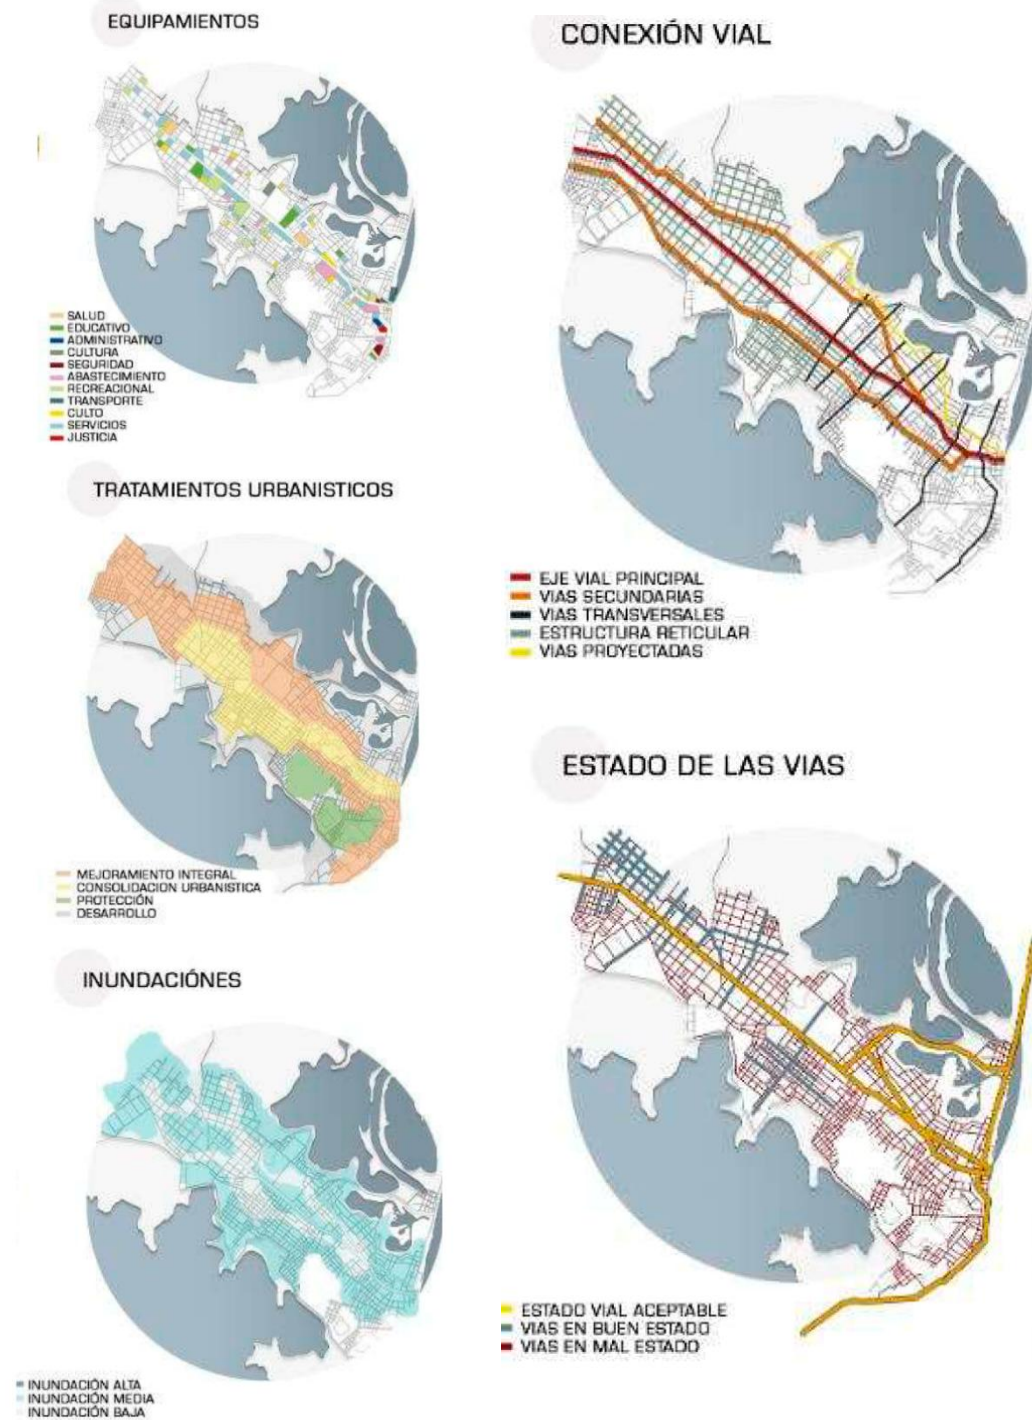 EQUIPAMIENTOS
SALUD
EDUCATIVO
ADMINISTRATIVO
CULTURA
SEGURIDAD
ABASTECIMIENTO
RECREACIONAL
TRANSPORTE
CULTO
SERVICIOS
JUSTICIA
TRATAMIENTOS URBANISTICOS
MEJORAMIENTO INTEGRAL
CONSOLIDACION URBANISTICA
PROTECCIÓN
DESARROLLO
INUNDACIÓNES
INUNDACIÓN ALTA
INUNDACIÓN MEDIA
INUNDACIÓN BAJA
CONEXIÓN VIAL
EJE VIAL PRINCIPAL
VIAS SECUNDARIAS
VIAS TRANSVERSALES
ESTRUCTURA RETICULAR
VIAS PROYECTADAS
ESTADO DE LAS VIAS
ESTADO VIAL ACEPTABLE
VIAS EN BUEN ESTADO
VIAS EN MAL ESTADO